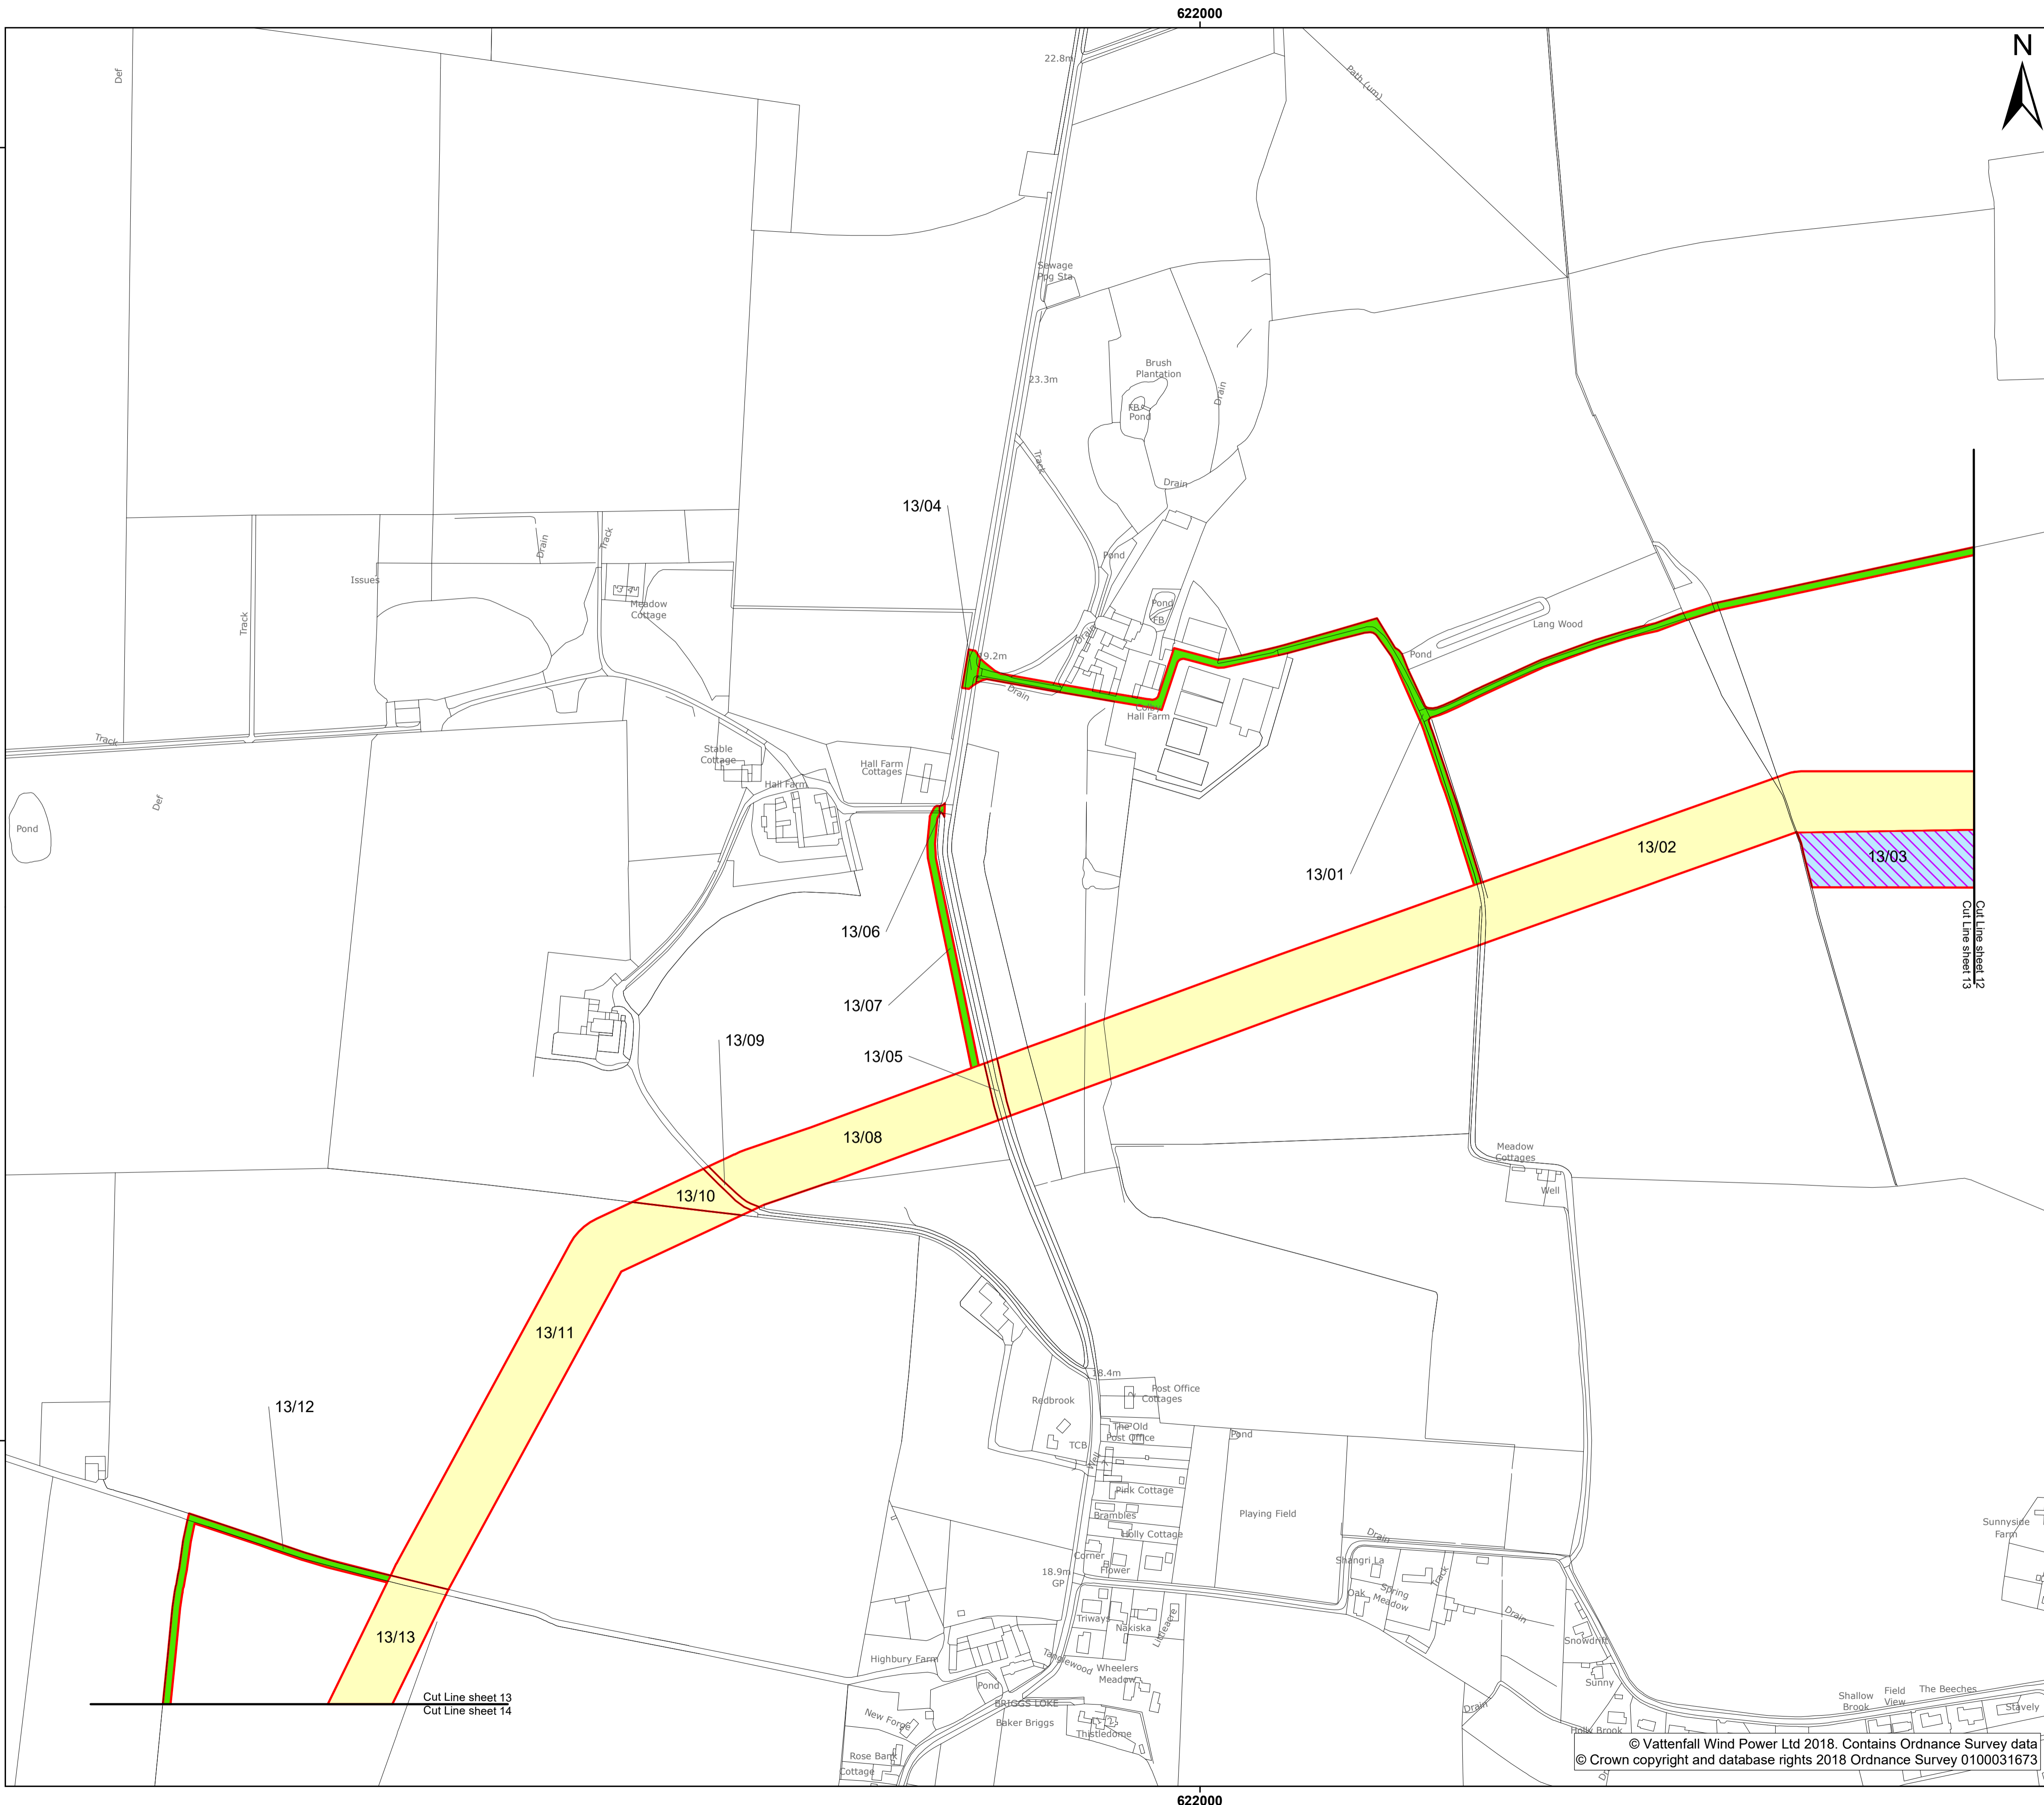 622000
N
22.8m
Def
Path (um)
Sewage
Ppg Sta
Brush
Plantation
23.3m
Drain
FB
Pond
Track
Drain
13/04
Drain
Track
Pond
Issues
Meadow
Cottage
Track
Pond
FB
Drain
Lang Wood
Pond
19.2m
Drain
Hall Farm
Track
Stable
Cottage
Hall Farm
Cottages
Hall Farm
Def
Pond
13/02
13/03
13/01
13/06
Cut Line sheet 12
Cut Line sheet 13
13/07
13/09
13/05
13/08
Meadow
Cottages
Well
13/10
13/11
18.4m
Post Office
Cottages
Redbrook
13/12
The Old
Post Office
TCB
Well
Pond
Pink Cottage
Brambles
Playing Field
Holly Cottage
Drain
Sunnyside
Farm
Corner
Flower
Shangri La
18.9m
GP
Oak
Spring
Meadow
Track
Drain
Triways
Nakiska
Littleacre
13/13
Snowdrift
Highbury Farm
Tanglewood
Wheelers
Meadow
Pond
Sunny
Cut Line sheet 13
Cut Line sheet 14
BRIGGS LOKE
Baker Briggs
New Forge
Thistledome
Drain
Shallow
Brook
Field
View
The Beeches
Stavely
Holly Brook
Rose Bank
Cottage
© Vattenfall Wind Power Ltd 2018. Contains Ordnance Survey data
© Crown copyright and database rights 2018 Ordnance Survey 0100031673
622000